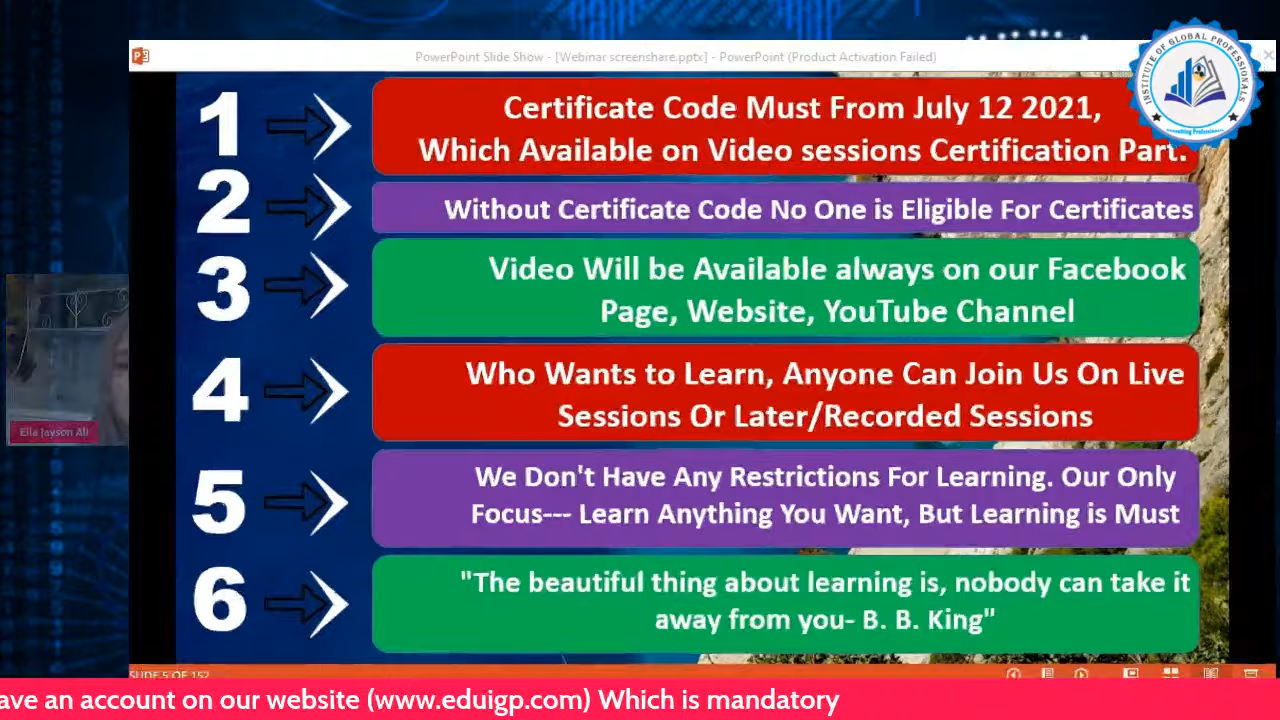 PowerPoint Slide Show - [Webinar screenshare.pptx] - PowerPoint (Product Activation Failed)
INSTITUTE OF GLOBAL PROFESSIONALS
Consulting Professionals
1
Certificate Code Must From July 12 2021,
Which Available on Video sessions Certification Part.
2
Without Certificate Code No One is Eligible For Certificates
3
Video Will be Available always on our Facebook
Page, Website, YouTube Channel
4
Who Wants to Learn, Anyone Can Join Us On Live
Sessions Or Later/Recorded Sessions
5
We Don't Have Any Restrictions For Learning. Our Only
Focus--- Learn Anything You Want, But Learning is Must
6
"The beautiful thing about learning is, nobody can take it
away from you- B. B. King"
Ella Jayson Ali
SLIDE 5 OF 152
ave an account on our website (www.eduigp.com) Which is mandatory